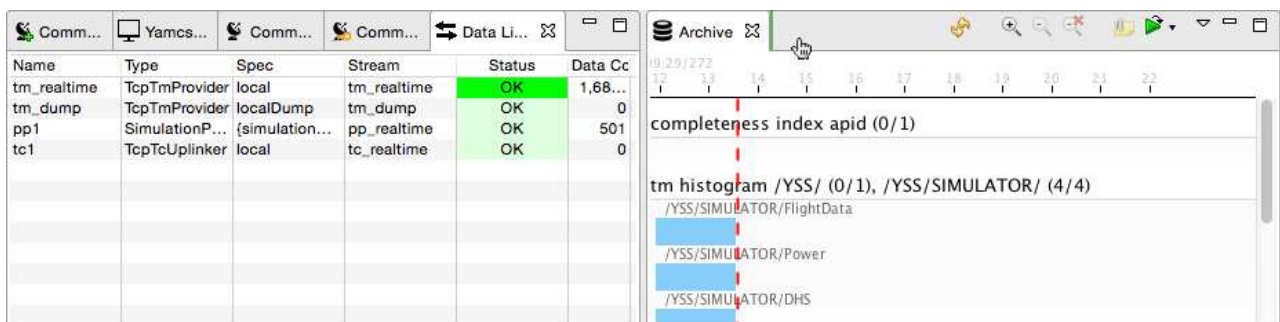 Comm... Yamcs... Comm... Comm... Data Li...
Name Type Spec Stream Status Data Cc
tm_realtime TcpTmProvider local tm_realtime OK 1,68...
tm_dump TcpTmProvider localDump tm_dump OK 0
pp1 SimulationP... {simulation... pp_realtime OK 501
tc1 TcpTcUplinker local tc_realtime OK 0
Archive
9.29/272
12 13 14 15 16 17 18 19 20 21 22
completeness index apid (0/1)
tm histogram /YSS/ (0/1), /YSS/SIMULATOR/ (4/4)
/YSS/SIMULATOR/FlightData
/YSS/SIMULATOR/Power
/YSS/SIMULATOR/DHS